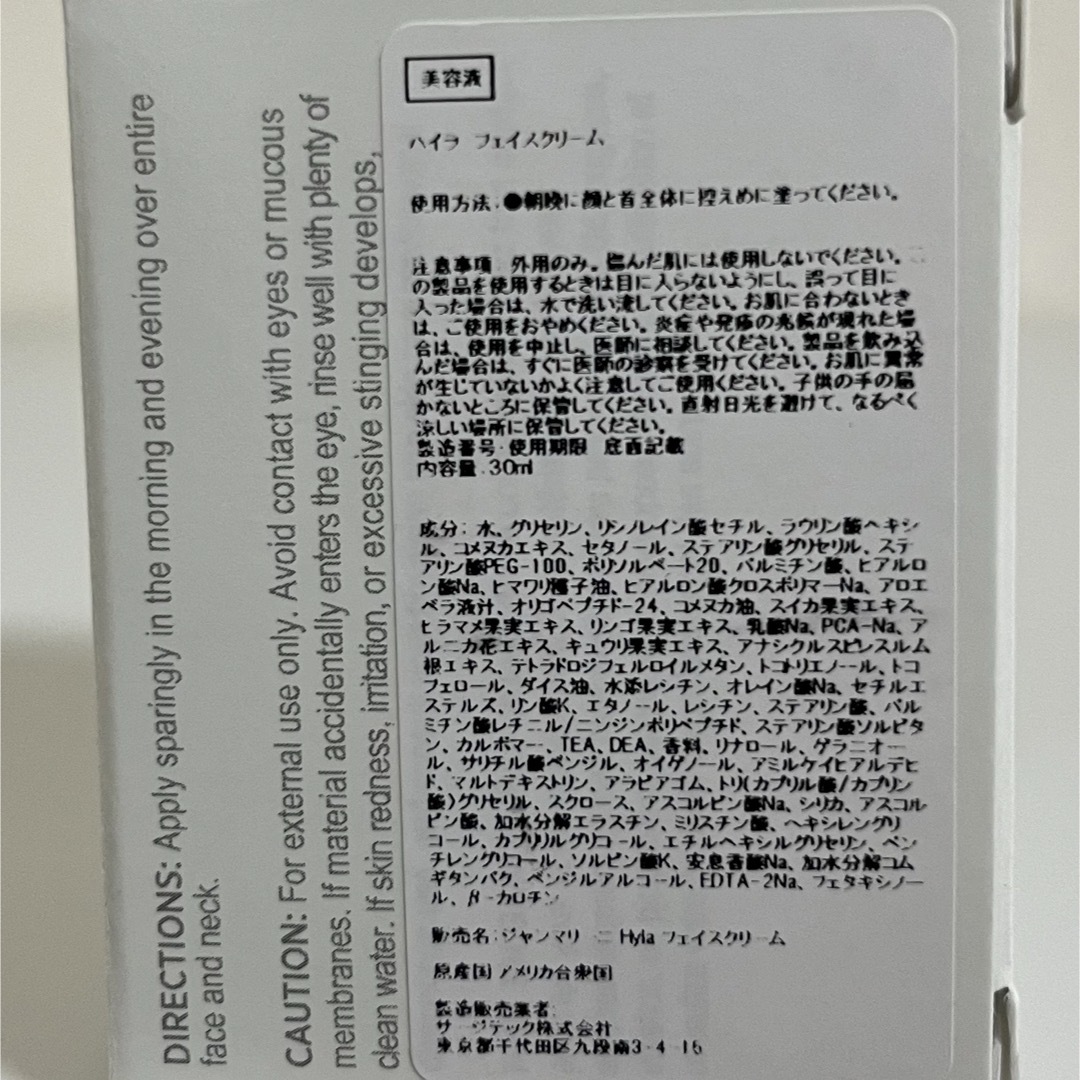 DIRECTIONS: Apply sparingly in the morning and evening over entire
face and neck.
CAUTION: For external use only. Avoid contact with eyes or mucous
membranes. If material accidentally enters the eye, rinse well with plenty of
clean water. If skin redness, irritation, or excessive stinging develops,
美容液
ハイラ フェイスクリーム
使用方法:●朝晩に顔と首全体に控えめに塗ってください。
注意事項 外用のみ。傷んだ肌には使用しないでください。こ
の製品を使用するときは目に入らないようにし、誤って目に
入った場合は、水で洗い流してください。お肌に合わないとき
は、ご使用をおやめください。炎症や発疹の兆候が現れた場
合は、使用を中止し、医師に相談してください。製品を飲み込
んだ場合は、すぐに医師の診察を受けてください。お肌に異常
が生じていないかよく注意してご使用ください。子供の手の届
かないところに保管してください。直射日光を避けて、なるべく
涼しい場所に保管してください。
製造番号・使用期限 底面記載
内容量:30ml
成分:水、グリセリン、リシノレイン酸セチル、ラウリン酸ヘキシ
ル、コメヌカエキス、セタノール、ステアリン酸グリセリル、ステ
アリン酸PEG-100、ポリソルベート20、パルミチン酸、ヒアルロ
ン酸Na、ヒマワリ種子油、ヒアルロン酸クロスポリマーNa、アロエ
ベラ液汁、オリゴペプチド-24、コメヌカ油、スイカ果実エキス、
ヒラマメ果実エキス、リンゴ果実エキス、乳酸Na、PCA-Na、ア
ルニカ花エキス、キュウリ果実エキス、アナシクルスピレスルム
根エキス、テトラドロジフェルロイルメタン、トコトリエノール、トコ
フェロール、ダイズ油、水添レシチン、オレイン酸Na、セチルエ
ステルズ、リン酸K、エタノール、レシチン、ステアリン酸、パル
ミチン酸レチニル/ニンジンポリペプチド、ステアリン酸ソルビタ
ン、カルボマー、TEA、DEA、香料、リナロール、ゲラニオー
ル、サリチル酸ベンジル、オイゲノール、アミルケイヒアルデヒ
ド、マルトデキストリン、アラビアゴム、トリ(カプリル酸/カプリン
酸)グリセリル、スクロース、アスコルビン酸Na、シリカ、アスコル
ビン酸、加水分解エラスチン、ミリスチン酸、ヘキシレングリ
コール、カプリリルグリコール、エチルヘキシルグリセリン、ペン
チレングリコール、ソルビン酸K、安息香酸Na、加水分解コム
ギタンパク、ベンジルアルコール、EDTA-2Na、フェタキシノー
ル、β-カロチン
販売名:ジャンマリーニ Hyla フェイスクリーム
原産国 アメリカ合衆国
製造販売業者:
サージテック株式会社
東京都千代田区九段南3-4-16